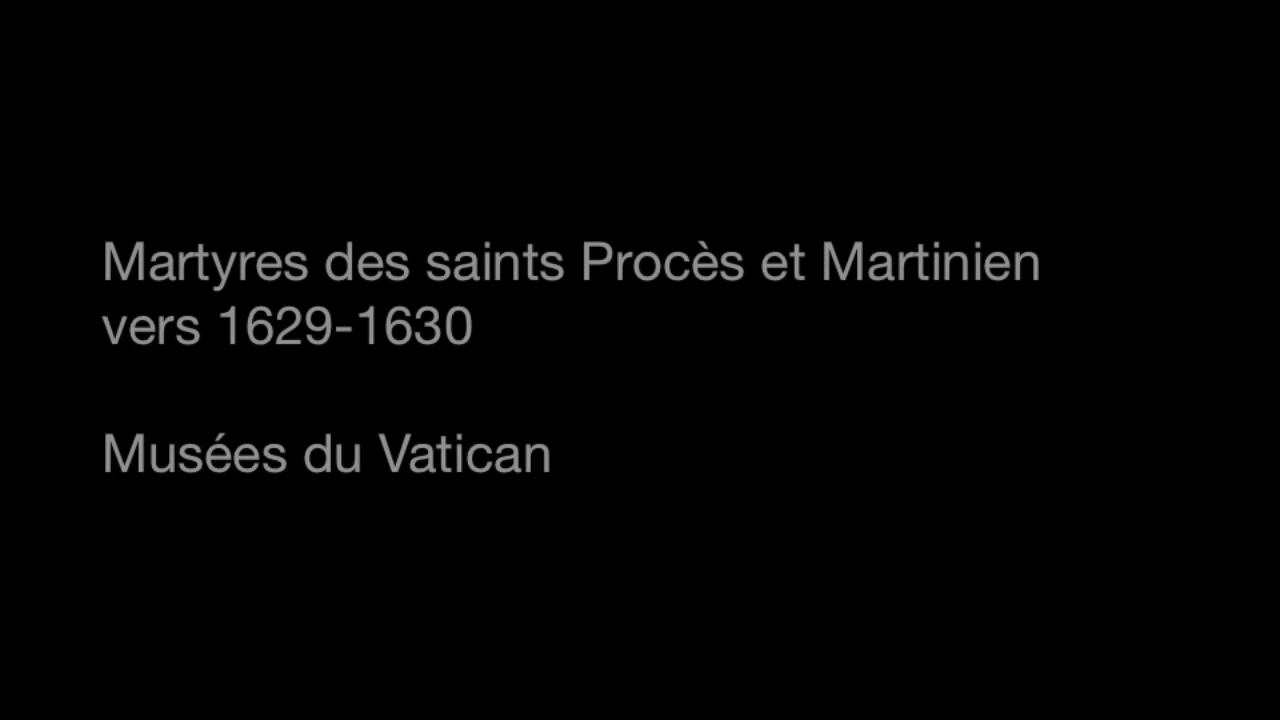 Martyres des saints Procès et Martinien
vers 1629-1630
Musées du Vatican